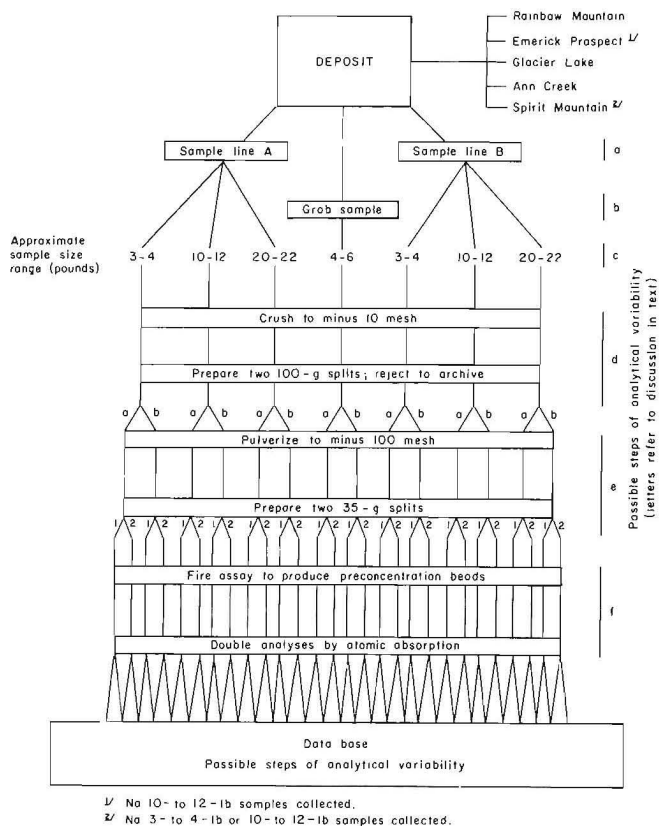 DEPOSIT
Rainbow Mountain
Emerick Prospect 1/
Glacier Lake
Ann Creek
Spirit Mountain 2/
Sample line A
Sample line B
a
Grab sample
b
Approximate
sample size
range (pounds)
3-4 10-12 20-22 4-6 3-4 10-12 20-22
c
Crush to minus 10 mesh
Prepare two 100-g splits; reject to archive
d
a b a b a b a b a b a b a b
Pulverize to minus 100 mesh
Prepare two 35-g splits
e
1 2 1 2 1 2 1 2 1 2 1 2 1 2 1 2 1 2 1 2 1 2 1 2 1 2 1 2
Fire assay to produce preconcentration beads
Double analyses by atomic absorption
f
Possible steps of analytical variability
(letters refer to discussion in text)
Data base
Possible steps of analytical variability
1/ No 10- to 12-lb samples collected.
2/ No 3- to 4-lb or 10- to 12-lb samples collected.